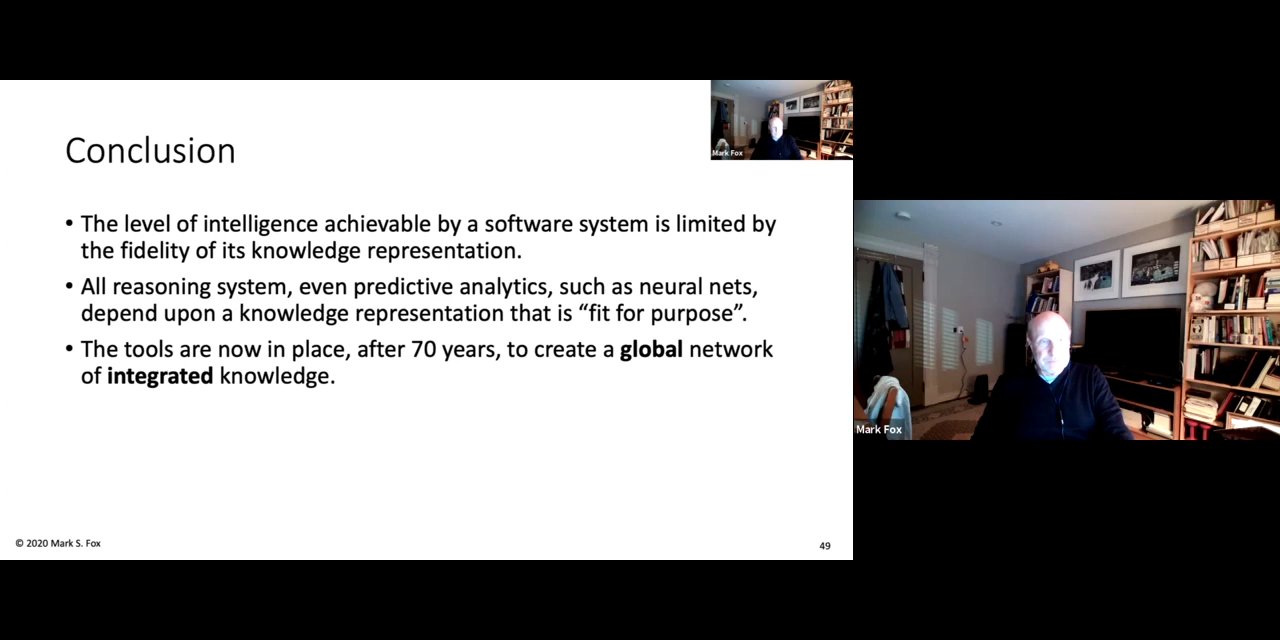 Conclusion
Mark Fox
• The level of intelligence achievable by a software system is limited by
the fidelity of its knowledge representation.
• All reasoning system, even predictive analytics, such as neural nets,
depend upon a knowledge representation that is “fit for purpose”.
• The tools are now in place, after 70 years, to create a global network
of integrated knowledge.
© 2020 Mark S. Fox
49
Mark Fox